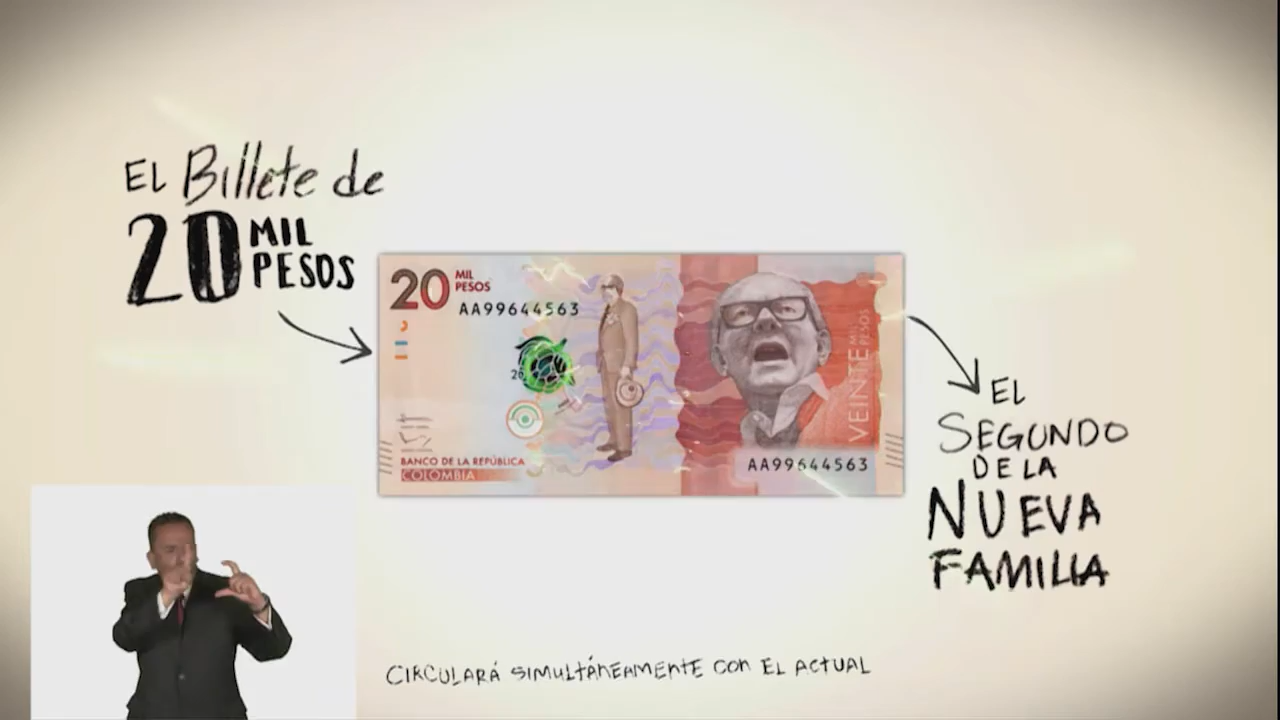 EL Billete de
20 MIL
PESOS
20 MIL
PESOS
AA99644563
BANCO DE LA REPÚBLICA
COLOMBIA
VEINTE MIL
PESOS
AA99644563
EL
SEGUNDO
DE LA
NUEVA
FAMILIA
CIRCULARÁ SIMULTÁNEAMENTE CON EL ACTUAL